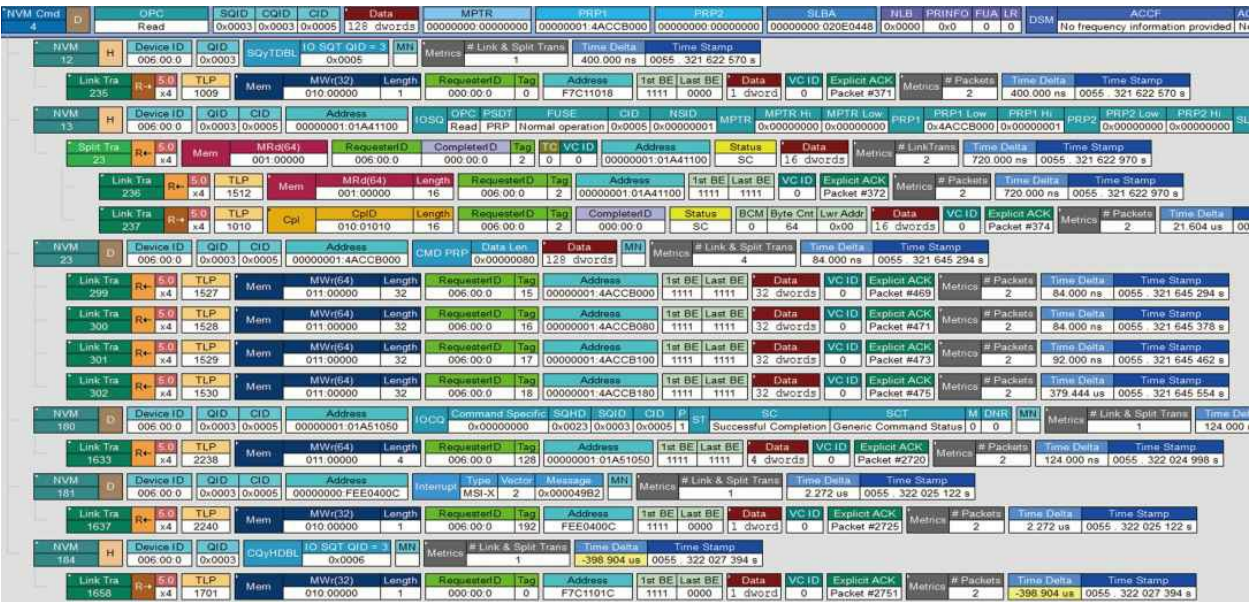 NVM Cmd 4 D OPC Read SQID 0x0003 CQID 0x0003 CID 0x0005 Data 128 dwords MPTR 00000000:00000000 PRP1 00000001:4ACCB000 PRP2 00000000:00000000 SLBA 00000000:020E0448 NLB 0x0000 PRINFO 0x0 FUA 0 LR 0 DSM ACCF No frequency information provided
NVM 12 H Device ID 006:00:0 QID 0x0003 SQyTDBL IO SQT QID = 3 0x0005 MN Metrics # Link & Split Trans 1 Time Delta 400.000 ns Time Stamp 0055 . 321 622 570 s
Link Tra 235 R→ 5.0 x4 TLP 1009 Mem MWr(32) 010:00000 Length 1 RequesterID 000:00:0 Tag 0 Address F7C11018 1st BE 1111 Last BE 0000 Data 1 dword VC ID 0 Explicit ACK Packet #371 Metrics # Packets 2 Time Delta 400.000 ns Time Stamp 0055 . 321 622 570 s
NVM 13 H Device ID 006:00:0 QID 0x0003 CID 0x0005 Address 00000001:01A41100 IOSQ OPC Read PSDT PRP FUSE Normal operation CID 0x0005 NSID 0x00000001 MPTR MPTR Hi 0x00000000 MPTR Low 0x00000000 PRP1 PRP1 Low 0x4ACCB000 PRP1 Hi 0x00000001 PRP2 PRP2 Low 0x00000000 PRP2 Hi 0x00000000
Split Tra 23 R← 5.0 x4 Mem MRd(64) 001:00000 RequesterID 006:00:0 CompleterID 000:00:0 Tag 2 TC 0 VC ID 0 Address 00000001:01A41100 Status SC Data 16 dwords Metrics # LinkTrans 2 Time Delta 720.000 ns Time Stamp 0055 . 321 622 970 s
Link Tra 236 R← 5.0 x4 TLP 1512 Mem MRd(64) 001:00000 Length 16 RequesterID 006:00:0 Tag 2 Address 00000001:01A41100 1st BE 1111 Last BE 1111 VC ID 0 Explicit ACK Packet #372 Metrics # Packets 2 Time Delta 720.000 ns Time Stamp 0055 . 321 622 970 s
Link Tra 237 R→ 5.0 x4 TLP 1010 Cpl CplD 010:01010 Length 16 RequesterID 006:00:0 Tag 2 CompleterID 000:00:0 Status SC BCM 0 Byte Cnt 64 Lwr Addr 0x00 Data 16 dwords VC ID 0 Explicit ACK Packet #374 Metrics # Packets 2 Time Delta 21.604 us
NVM 23 D Device ID 006:00:0 QID 0x0003 CID 0x0005 Address 00000001:4ACCB000 CMD PRP Data Len 0x00000080 Data 128 dwords MN Metrics # Link & Split Trans 4 Time Delta 84.000 ns Time Stamp 0055 . 321 645 294 s
Link Tra 299 R← 5.0 x4 TLP 1527 Mem MWr(64) 011:00000 Length 32 RequesterID 006:00:0 Tag 15 Address 00000001:4ACCB000 1st BE 1111 Last BE 1111 Data 32 dwords VC ID 0 Explicit ACK Packet #469 Metrics # Packets 2 Time Delta 84.000 ns Time Stamp 0055 . 321 645 294 s
Link Tra 300 R← 5.0 x4 TLP 1528 Mem MWr(64) 011:00000 Length 32 RequesterID 006:00:0 Tag 16 Address 00000001:4ACCB080 1st BE 1111 Last BE 1111 Data 32 dwords VC ID 0 Explicit ACK Packet #471 Metrics # Packets 2 Time Delta 84.000 ns Time Stamp 0055 . 321 645 378 s
Link Tra 301 R← 5.0 x4 TLP 1529 Mem MWr(64) 011:00000 Length 32 RequesterID 006:00:0 Tag 17 Address 00000001:4ACCB100 1st BE 1111 Last BE 1111 Data 32 dwords VC ID 0 Explicit ACK Packet #473 Metrics # Packets 2 Time Delta 92.000 ns Time Stamp 0055 . 321 645 462 s
Link Tra 302 R← 5.0 x4 TLP 1530 Mem MWr(64) 011:00000 Length 32 RequesterID 006:00:0 Tag 18 Address 00000001:4ACCB180 1st BE 1111 Last BE 1111 Data 32 dwords VC ID 0 Explicit ACK Packet #475 Metrics # Packets 2 Time Delta 379.444 us Time Stamp 0055 . 321 645 554 s
NVM 180 D Device ID 006:00:0 QID 0x0003 CID 0x0005 Address 00000001:01A51050 IOCQ Command Specific 0x00000000 SQHD 0x0023 SQID 0x0003 CID 0x0005 P 1 ST SC Successful Completion SCT Generic Command Status M 0 DNR 0 MN Metrics # Link & Split Trans 1 124.000
Link Tra 1633 R← 5.0 x4 TLP 2238 Mem MWr(64) 011:00000 Length 4 RequesterID 006:00:0 Tag 128 Address 00000001:01A51050 1st BE 1111 Last BE 1111 Data 4 dwords VC ID 0 Explicit ACK Packet #2720 Metrics # Packets 2 Time Delta 124.000 ns Time Stamp 0055 . 322 024 998 s
NVM 181 D Device ID 006:00:0 QID 0x0003 CID 0x0005 Address 00000000:FEE0400C Interrupt Type MSI-X Vector 2 Message 0x000049B2 MN Metrics # Link & Split Trans 1 Time Delta 2.272 us Time Stamp 0055 . 322 025 122 s
Link Tra 1637 R← 5.0 x4 TLP 2240 Mem MWr(32) 010:00000 Length 1 RequesterID 006:00:0 Tag 192 Address FEE0400C 1st BE 1111 Last BE 0000 Data 1 dword VC ID 0 Explicit ACK Packet #2725 Metrics # Packets 2 Time Delta 2.272 us Time Stamp 0055 . 322 025 122 s
NVM 184 H Device ID 006:00:0 QID 0x0003 CQyHDBL IO SQT QID = 3 0x0006 MN Metrics # Link & Split Trans 1 Time Delta -398.904 us Time Stamp 0055 . 322 027 394 s
Link Tra 1658 R→ 5.0 x4 TLP 1701 Mem MWr(32) 010:00000 Length 1 RequesterID 000:00:0 Tag 0 Address F7C1101C 1st BE 1111 Last BE 0000 Data 1 dword VC ID 0 Explicit ACK Packet #2751 Metrics # Packets 2 Time Delta -398.904 us Time Stamp 0055 . 322 027 394 s